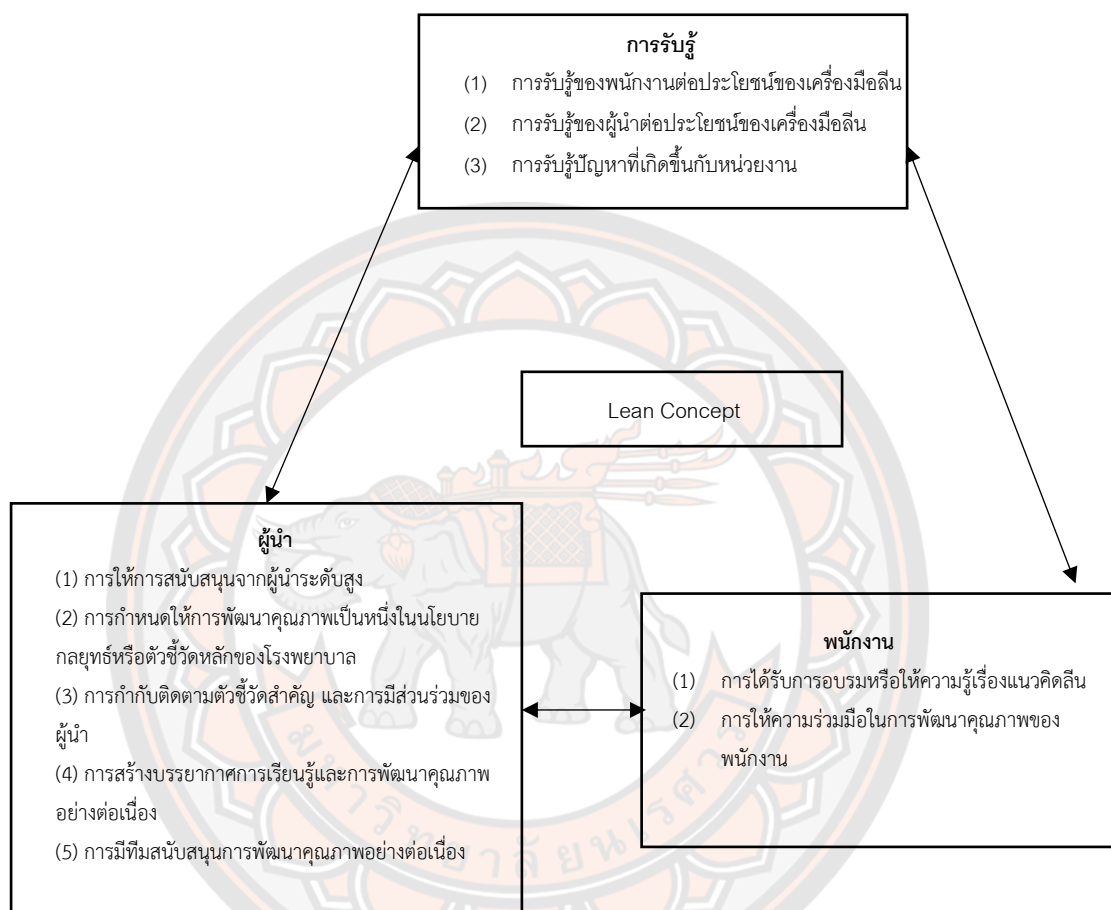 การรับรู้
(1) การรับรู้ของพนักงานต่อประโยชน์ของเครื่องมือลีน
(2) การรับรู้ของผู้นำต่อประโยชน์ของเครื่องมือลีน
(3) การรับรู้ปัญหาที่เกิดขึ้นกับหน่วยงาน
Lean Concept
ผู้นำ
(1) การให้การสนับสนุนจากผู้นำระดับสูง
(2) การกำหนดให้การพัฒนาคุณภาพเป็นหนึ่งในนโยบาย
กลยุทธ์หรือตัวชี้วัดหลักของโรงพยาบาล
(3) การกำกับติดตามตัวชี้วัดสำคัญ และการมีส่วนร่วมของ
ผู้นำ
(4) การสร้างบรรยากาศการเรียนรู้และการพัฒนาคุณภาพ
อย่างต่อเนื่อง
(5) การมีทีมสนับสนุนการพัฒนาคุณภาพอย่างต่อเนื่อง
พนักงาน
(1) การได้รับการอบรมหรือให้ความรู้เรื่องแนวคิดลีน
(2) การให้ความร่วมมือในการพัฒนาคุณภาพของ
พนักงาน
มหาวิทยาลัยนเรศวร